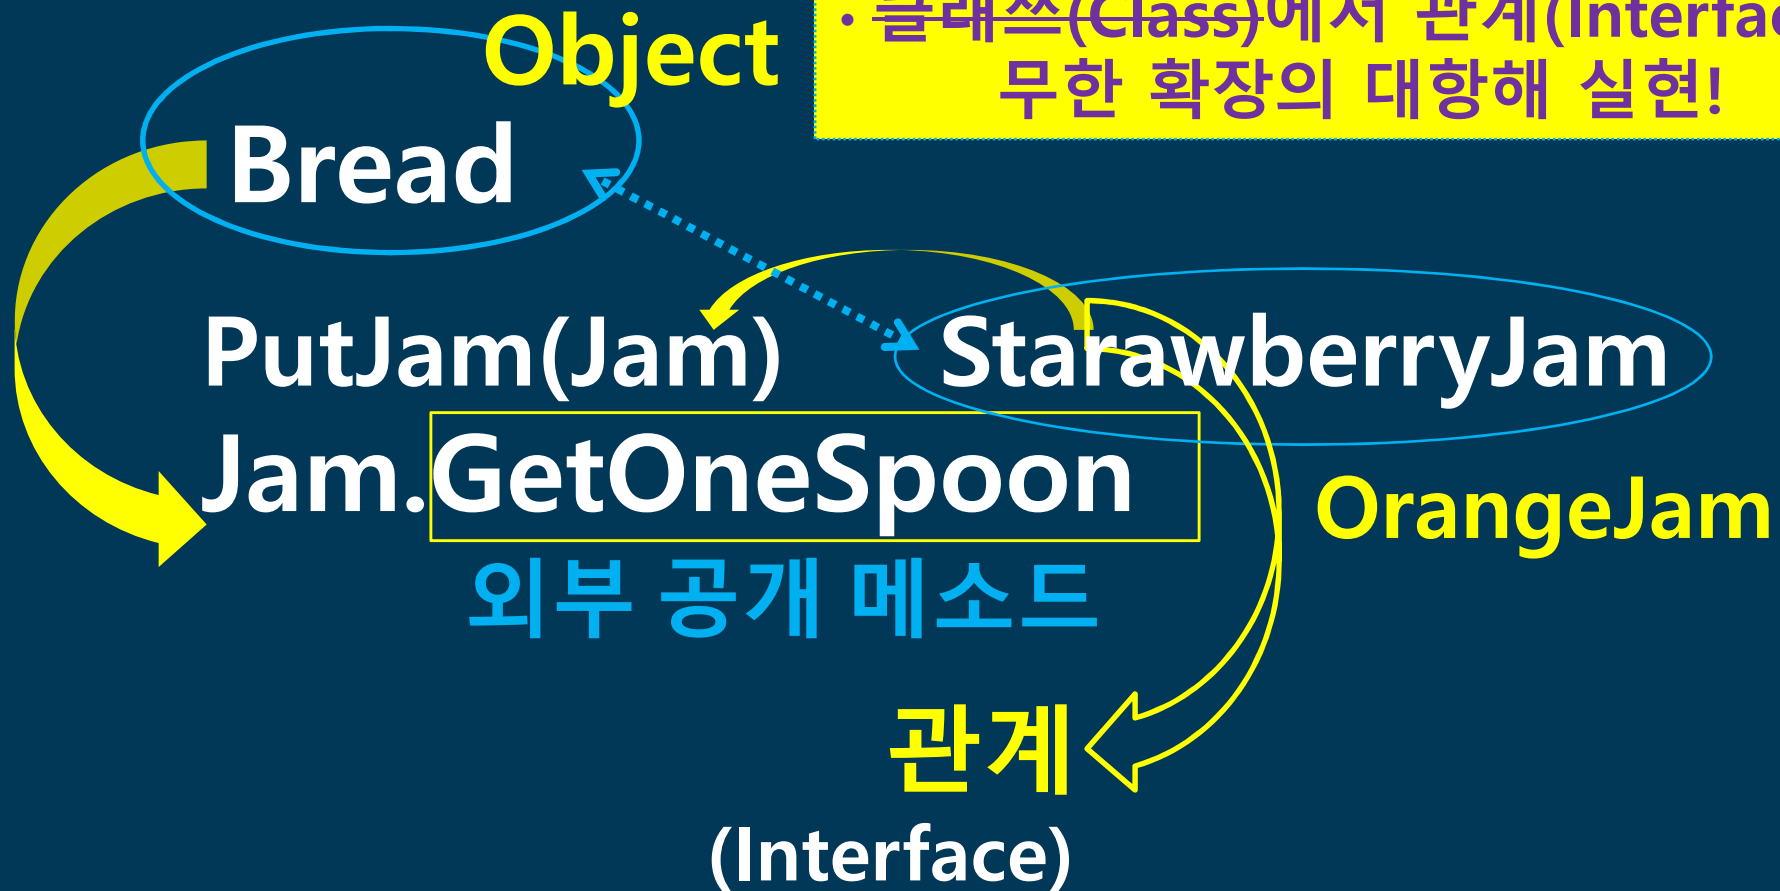 Object
• 클래쓰(Class)에서 관계(Interfac
무한 확장의 대항해 실현!
Bread
PutJam(Jam)
StarawberryJam
Jam.GetOneSpoon
OrangeJam
외부 공개 메소드
관계
(Interface)